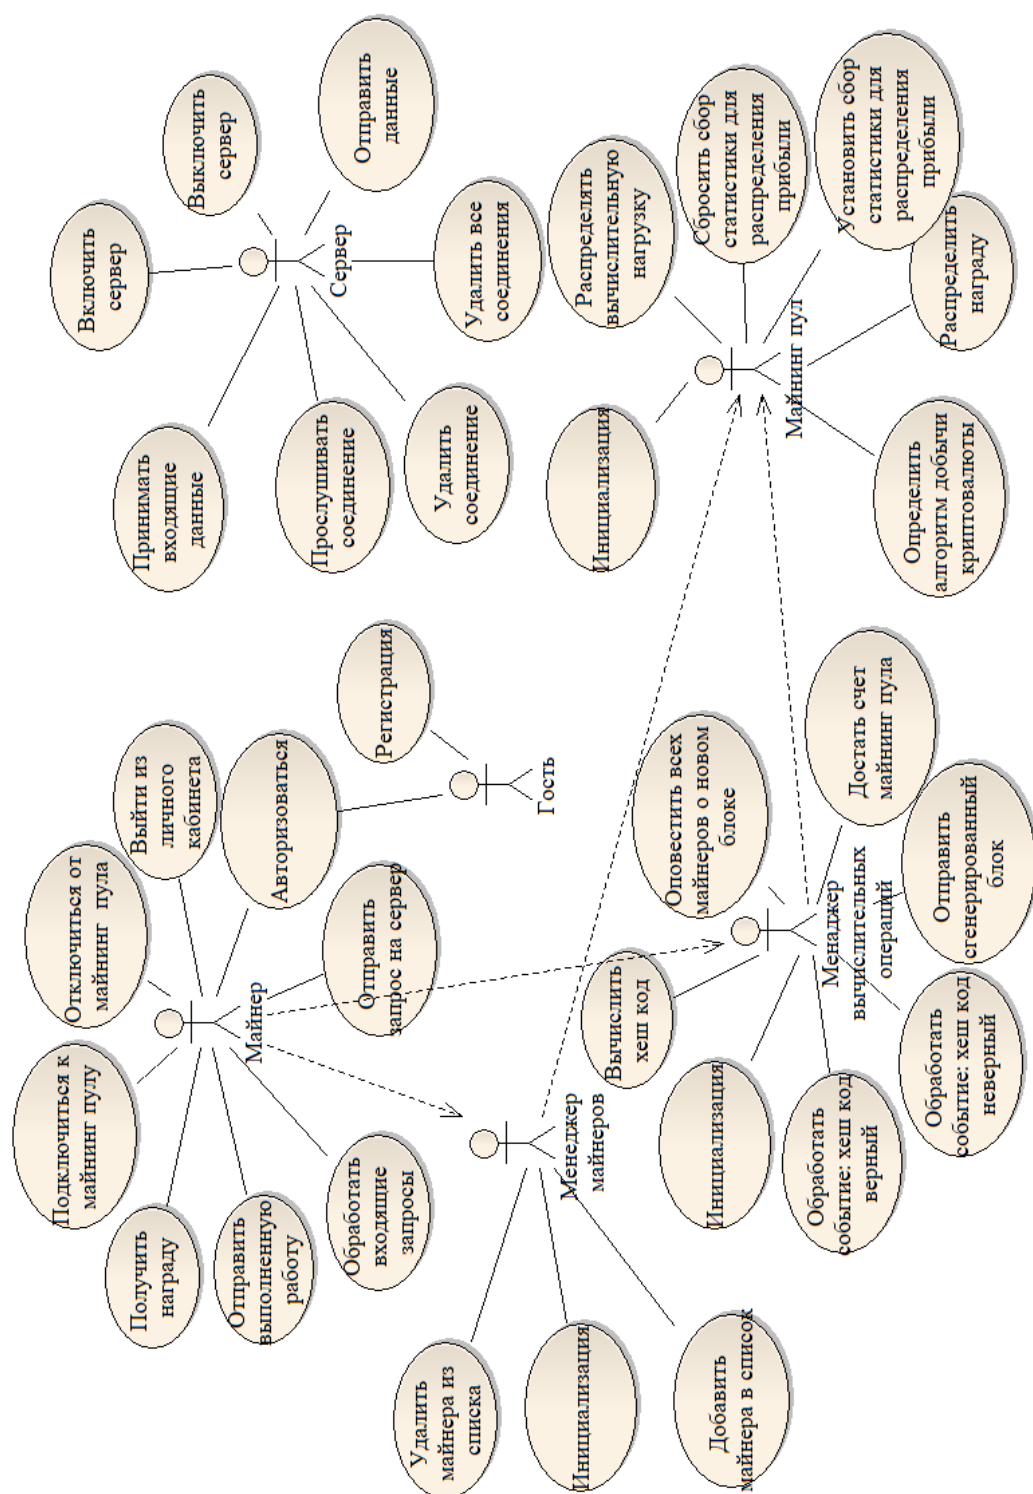 Подключиться к
майнинг пулу
Отключиться от
майнинг пула
Выйти из
личного
кабинета
Авторизоваться
Отправить
запрос на сервер
Майнер
Получить
награду
Отправить
выполненную
работу
Обработать
входящие
запросы
Регистрация
Гость
Включить
сервер
Выключить
сервер
Отправить
данные
Сервер
Принимать
входящие
данные
Прослушивать
соединение
Удалить
соединение
Удалить все
соединения
Удалить
майнера из
списка
Инициализация
Добавить
майнера в список
Менеджер
майнеров
Вычислить
хеш код
Оповестить всех
майнеров о новом
блоке
Инициализация
Обработать
событие: хеш код
верный
Обработать
событие: хеш код
неверный
Менаджер
вычислительных
операций
Отправить
сгенерированный
блок
Достать счет
майнинг пула
Инициализация
Распределять
вычислительную
нагрузку
Сбросить сбор
статистики для
распределения
прибыли
Установить сбор
статистики для
распределения
прибыли
Майнинг пул
Распределить
награду
Определить
алгоритм добычи
криптовалюты